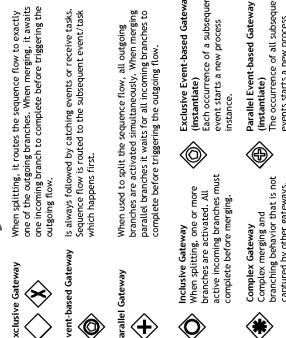 xclusive Gateway
When splitting, it routes the sequence flow to exactly
one of the outgoing branches. When merging, it awaits
one incoming branch to complete before triggering the
outgoing flow.
vent-based Gateway
Is always followed by catching events or receive tasks.
Sequence flow is routed to the subsequent event/task
which happens first.
arallel Gateway
When used to split the sequence flow, all outgoing
branches are activated simultaneously. When merging
parallel branches it waits for all incoming branches to
complete before triggering the outgoing flow.
Inclusive Gateway
When splitting, one or more
branches are activated. All
active incoming branches must
complete before merging.
Exclusive Event-based Gatewa
(Instantiate)
Each occurrence of a subsequen
event starts a new process
instance.
Complex Gateway
Complex merging and
branching behavior that is not
captured by other gateways.
Parallel Event-based Gateway
(Instantiate)
The occurrence of all subseque
events starts a new process